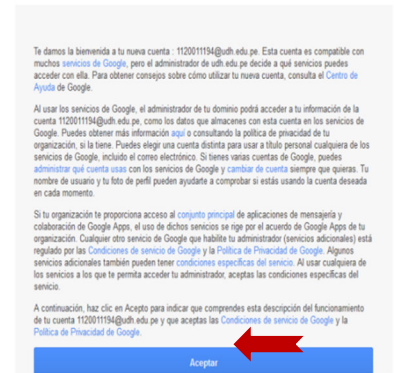 Te damos la bienvenida a tu nueva cuenta : 1120011194@udh.edu.pe. Esta cuenta es compatible con
muchos servicios de Google, pero el administrador de udh.edu.pe decide a qué servicios puedes
acceder con ella. Para obtener consejos sobre cómo utilizar tu nueva cuenta, consulta el Centro de
Ayuda de Google.
Al usar los servicios de Google, el administrador de tu dominio podrá acceder a tu información de la
cuenta 1120011194@udh.edu.pe, como los datos que almacenes con esta cuenta en los servicios de
Google. Puedes obtener más información aquí o consultando la política de privacidad de tu
organización, si la tiene. Puedes elegir una cuenta distinta para usar a título personal cualquiera de los
servicios de Google, incluido el correo electrónico. Si tienes varias cuentas de Google, puedes
administrar qué cuenta usas con los servicios de Google y cambiar de cuenta siempre que quieras. Tu
nombre de usuario y tu foto de perfil pueden ayudarte a comprobar si estás usando la cuenta deseada
en cada momento.
Si tu organización te proporciona acceso al conjunto principal de aplicaciones de mensajería y
colaboración de Google Apps, el uso de dichos servicios se rige por el acuerdo de Google Apps de tu
organización. Cualquier otro servicio de Google que habilite tu administrador (servicios adicionales) está
regulado por las Condiciones de servicio de Google y la Política de Privacidad de Google. Algunos
servicios adicionales también pueden tener condiciones específicas del servicio. Al usar cualquiera de
los servicios a los que te permita acceder tu administrador, aceptas las condiciones específicas del
servicio.
A continuación, haz clic en Acepto para indicar que comprendes esta descripción del funcionamiento
de tu cuenta 1120011194@udh.edu.pe y que aceptas las Condiciones de servicio de Google y la
Política de Privacidad de Google.
Aceptar